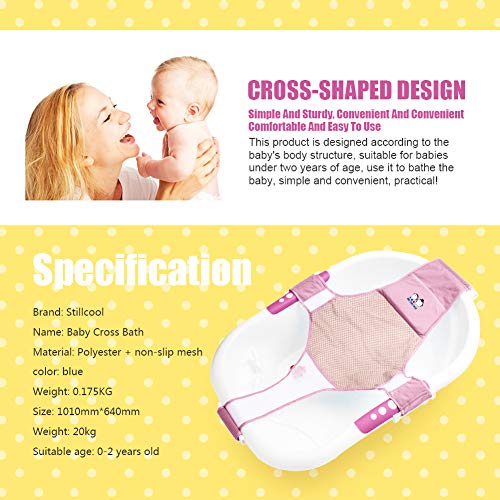 CROSS-SHAPED DESIGN
Simple And Sturdy, Convenient And Convenient
Comfortable And Easy To Use
This product is designed according to the
baby's body structure, suitable for babies
under two years of age, use it to bathe the
baby, simple and convenient, practical!
Specification
Brand: Stillcool
Name: Baby Cross Bath
Material: Polyester + non-slip mesh
color: blue
Weight: 0.175KG
Size: 1010mm*640mm
Weight: 20kg
Suitable age: 0-2 years old